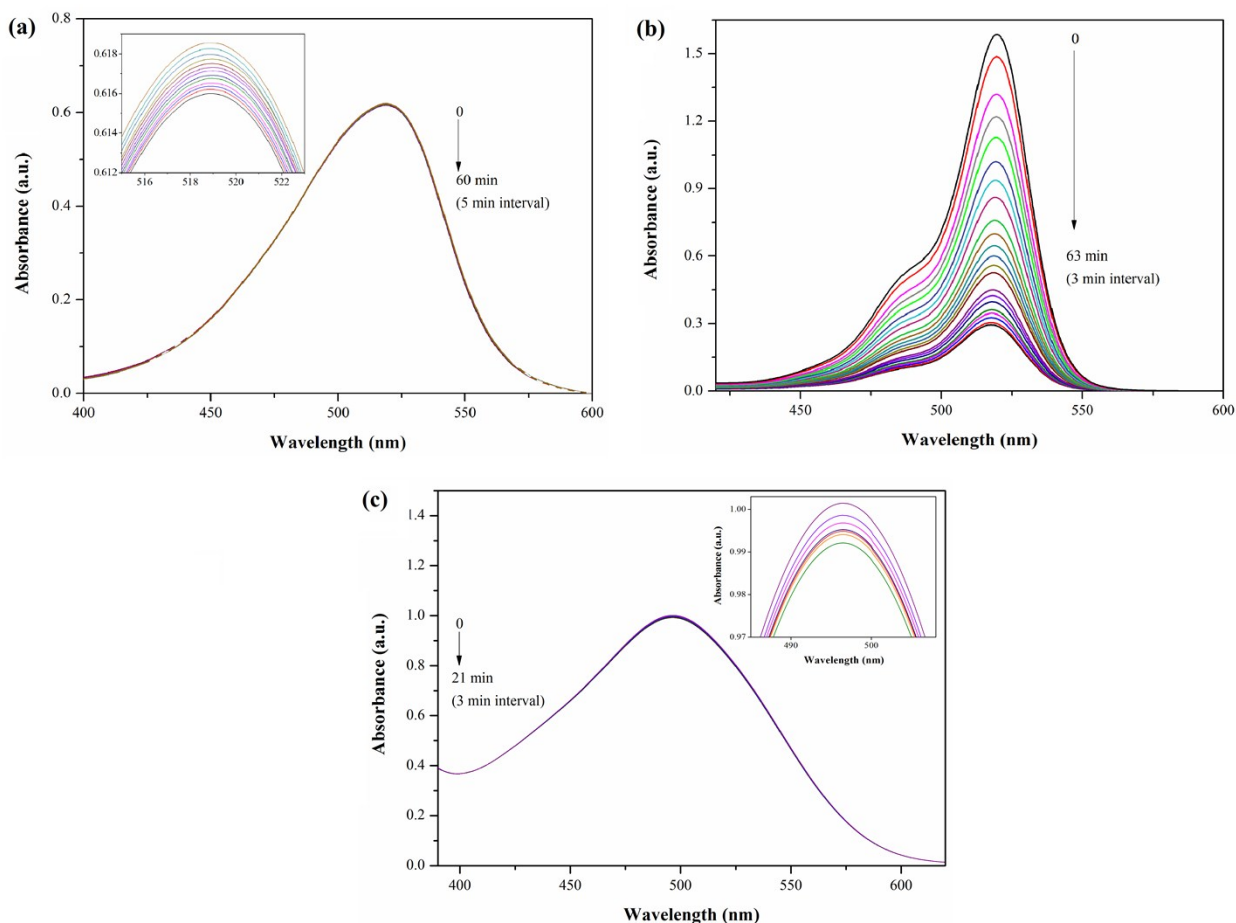 (a)
0.8
0.6
0.4
0.2
0.0
Absorbance (a.u.)
400
450
500
550
600
Wavelength (nm)
0.618
0.616
0.614
0.612
516
518
520
522
0
60 min
(5 min interval)
(b)
1.5
1.2
0.9
0.6
0.3
0.0
Absorbance (a.u.)
450
500
550
600
Wavelength (nm)
0
63 min
(3 min interval)
(c)
1.4
1.2
1.0
0.8
0.6
0.4
0.2
0.0
Absorbance (a.u.)
400
450
500
550
600
Wavelength (nm)
0
21 min
(3 min interval)
1.00
0.99
0.98
0.97
Absorbance (a.u.)
490
500
Wavelength (nm)